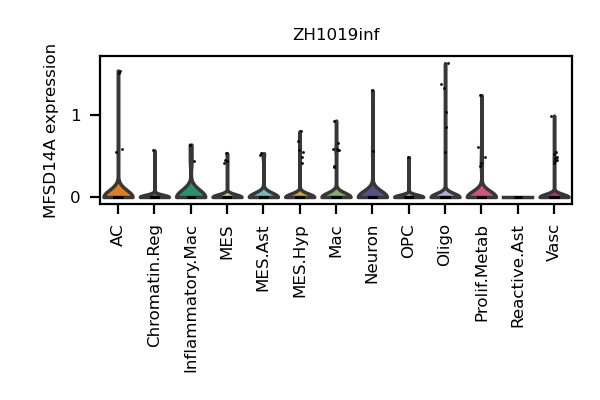 ZH1019inf
MFSD14A expression
1
0
AC
Chromatin.Reg
Inflammatory.Mac
MES
MES.Ast
MES.Hyp
Mac
Neuron
OPC
Oligo
Prolif.Metab
Reactive.Ast
Vasc